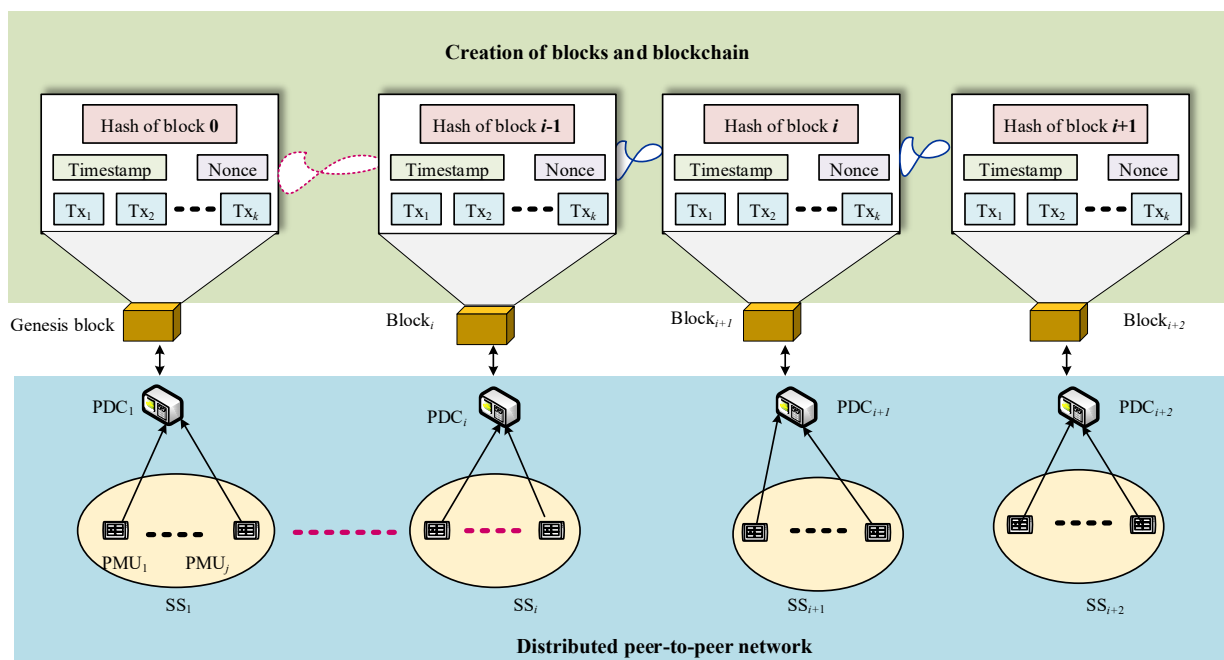 Creation of blocks and blockchain
Hash of block 0
Hash of block i-1
Hash of block i
Hash of block i+1
Timestamp
Nonce
Timestamp
Nonce
Timestamp
Nonce
Timestamp
Nonce
Tx1 Tx2 Txk
Tx1 Tx2 Txk
Tx1 Tx2 Txk
Tx1 Tx2 Txk
Genesis block
Blocki
Blocki+1
Blocki+2
PDC1
PDCi
PDCi+1
PDCi+2
PMU1
PMUj
SS1
SSi
SSi+1
SSi+2
Distributed peer-to-peer network